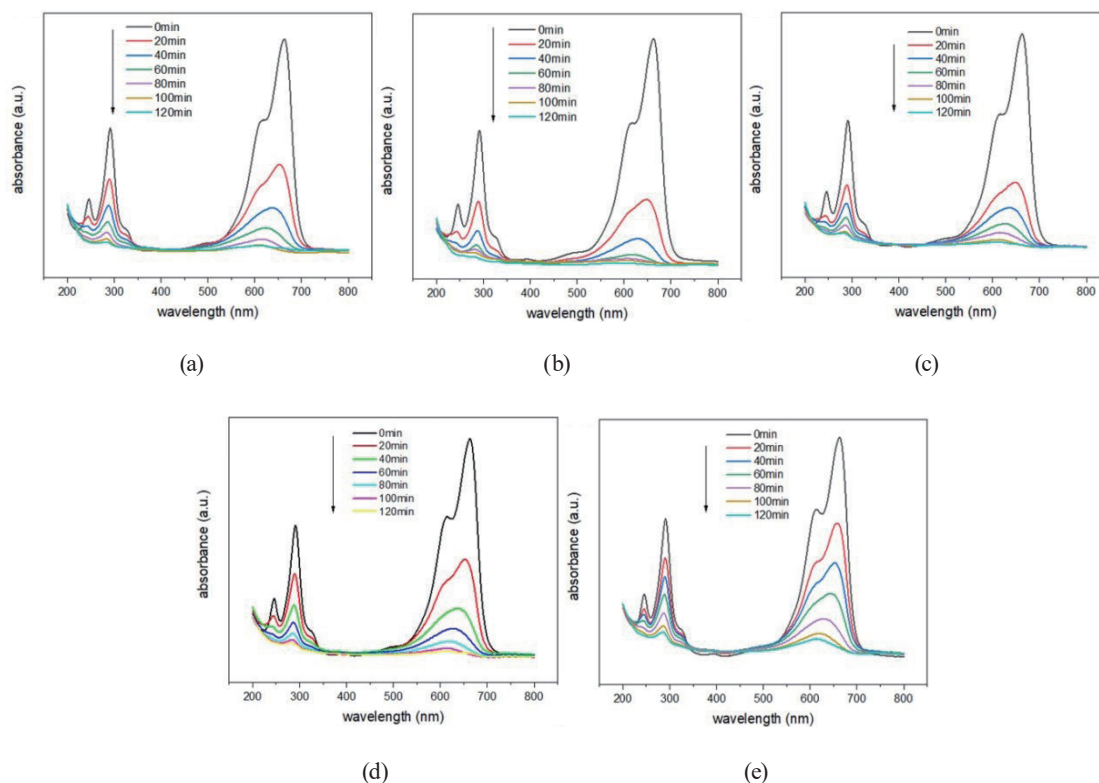 0min
20min
40min
60min
80min
100min
120min
absorbance (a.u.)
200 300 400 500 600 700 800
wavelength (nm)
(a)
0min
20min
40min
60min
80min
100min
120min
absorbance (a.u.)
200 300 400 500 600 700 800
wavelength (nm)
(b)
0min
20min
40min
60min
80min
100min
120min
absorbance (a.u.)
200 300 400 500 600 700 800
wavelength (nm)
(c)
0min
20min
40min
60min
80min
100min
120min
absorbance (a.u.)
200 300 400 500 600 700 800
wavelength (nm)
(d)
0min
20min
40min
60min
80min
100min
120min
absorbance (a.u.)
200 300 400 500 600 700 800
wavelength (nm)
(e)